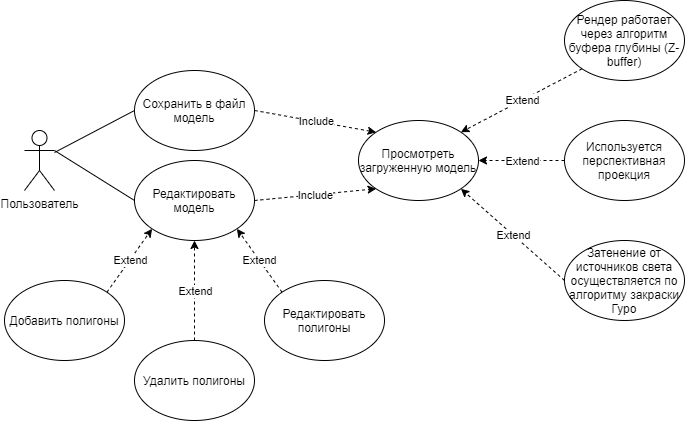 Рендер работает
через алгоритм
буфера глубины (Z-
buffer)
Extend
Сохранить в файл
модель
Include
Просмотреть
загруженную модель
Extend
Используется
перспективная
проекция
Пользователь
Редактировать
модель
Include
Extend
Затенение от
источников света
осуществляется по
алгоритму закраски
Гуро
Extend
Extend
Extend
Добавить полигоны
Редактировать
полигоны
Удалить полигоны